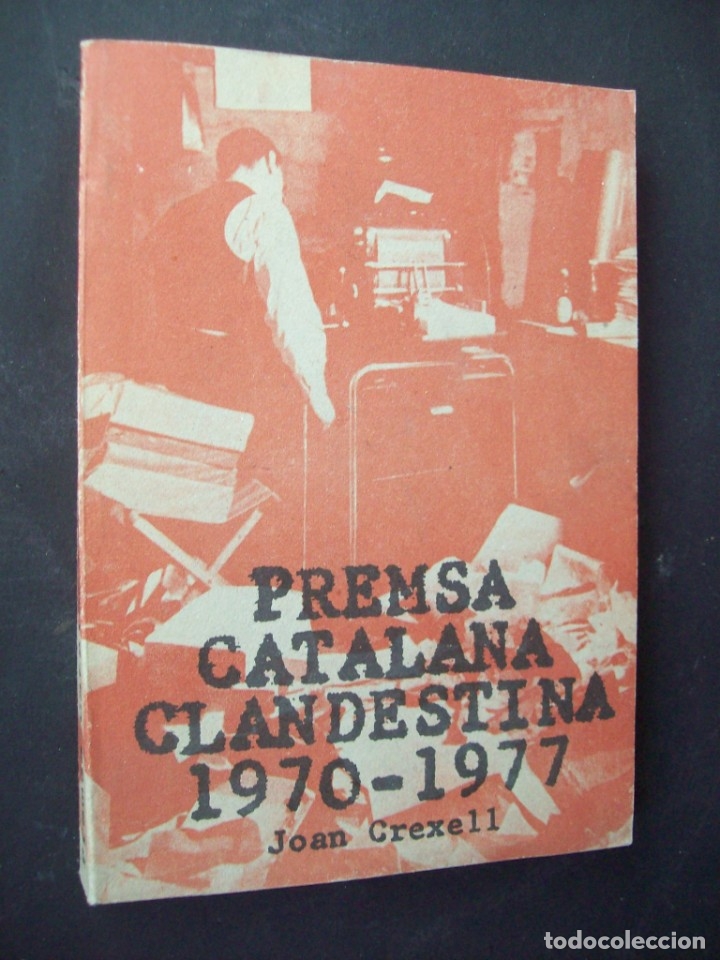 PREMSA
CATALANA
CLANDESTINA
1970-1977
Joan Crexell
todocoleccion